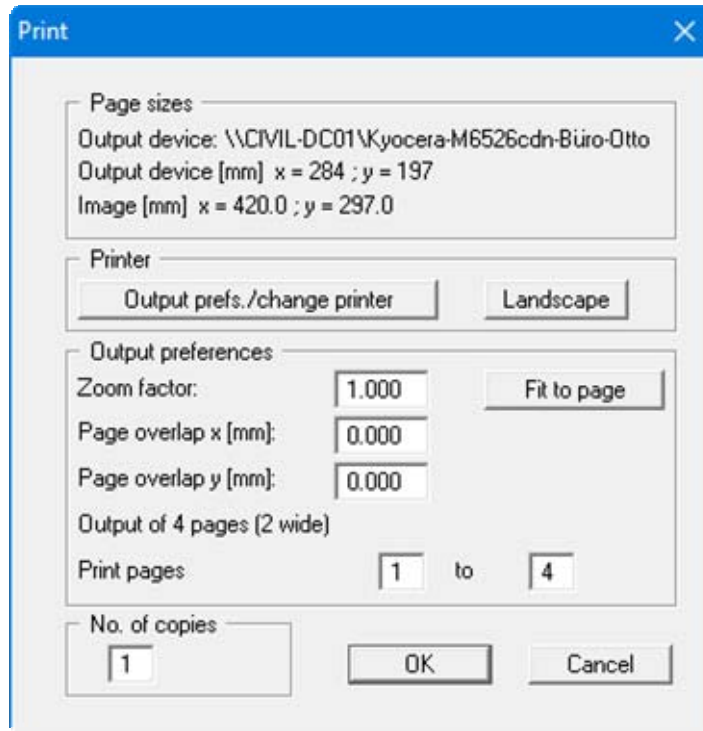 Print
Page sizes
Output device: \\CIVIL-DC01\Kyocera-M6526cdn-Büro-Otto
Output device [mm] x = 284 ; y = 197
Image [mm] x = 420.0 ; y = 297.0
Printer
Output prefs./change printer Landscape
Output preferences
Zoom factor: 1.000 Fit to page
Page overlap x [mm]: 0.000
Page overlap y [mm]: 0.000
Output of 4 pages (2 wide)
Print pages 1 to 4
No. of copies
1 OK Cancel